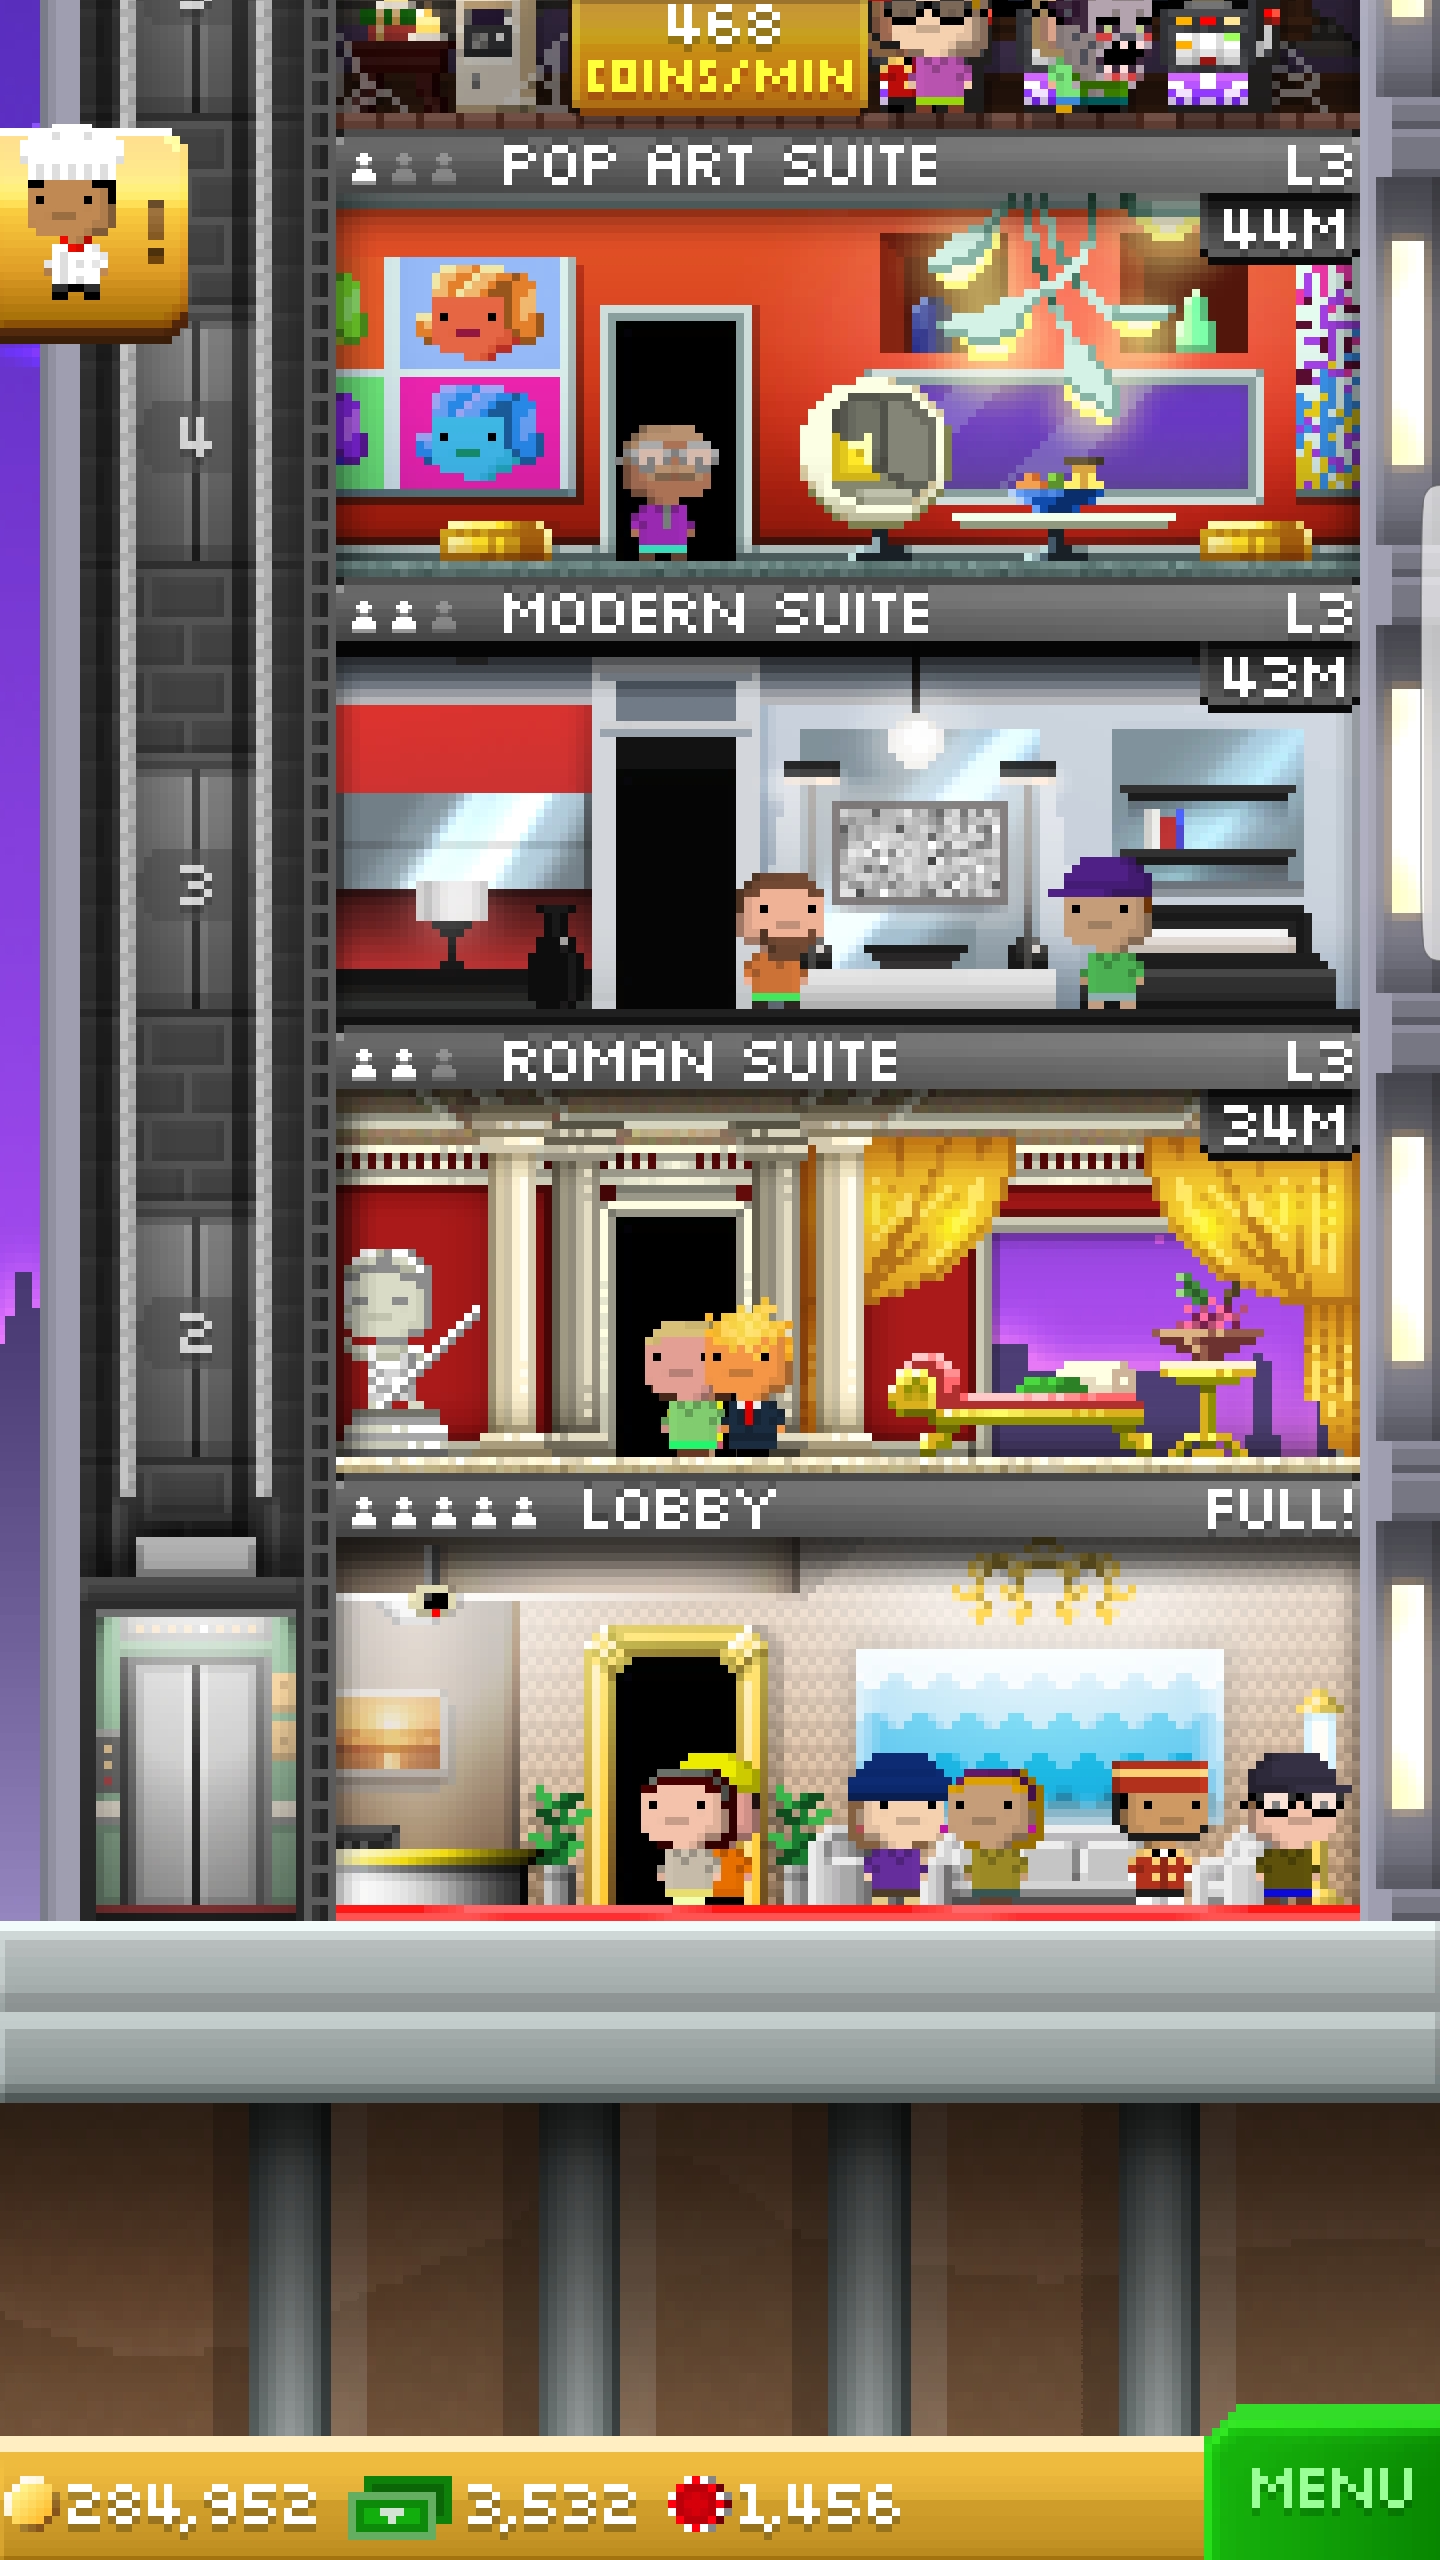 468
COINS/MIN
POP ART SUITE L3
44M
!
4
MODERN SUITE L3
43M
3
ROMAN SUITE L3
34M
2
LOBBY FULL!
284,952 3,532 1,456
MENU